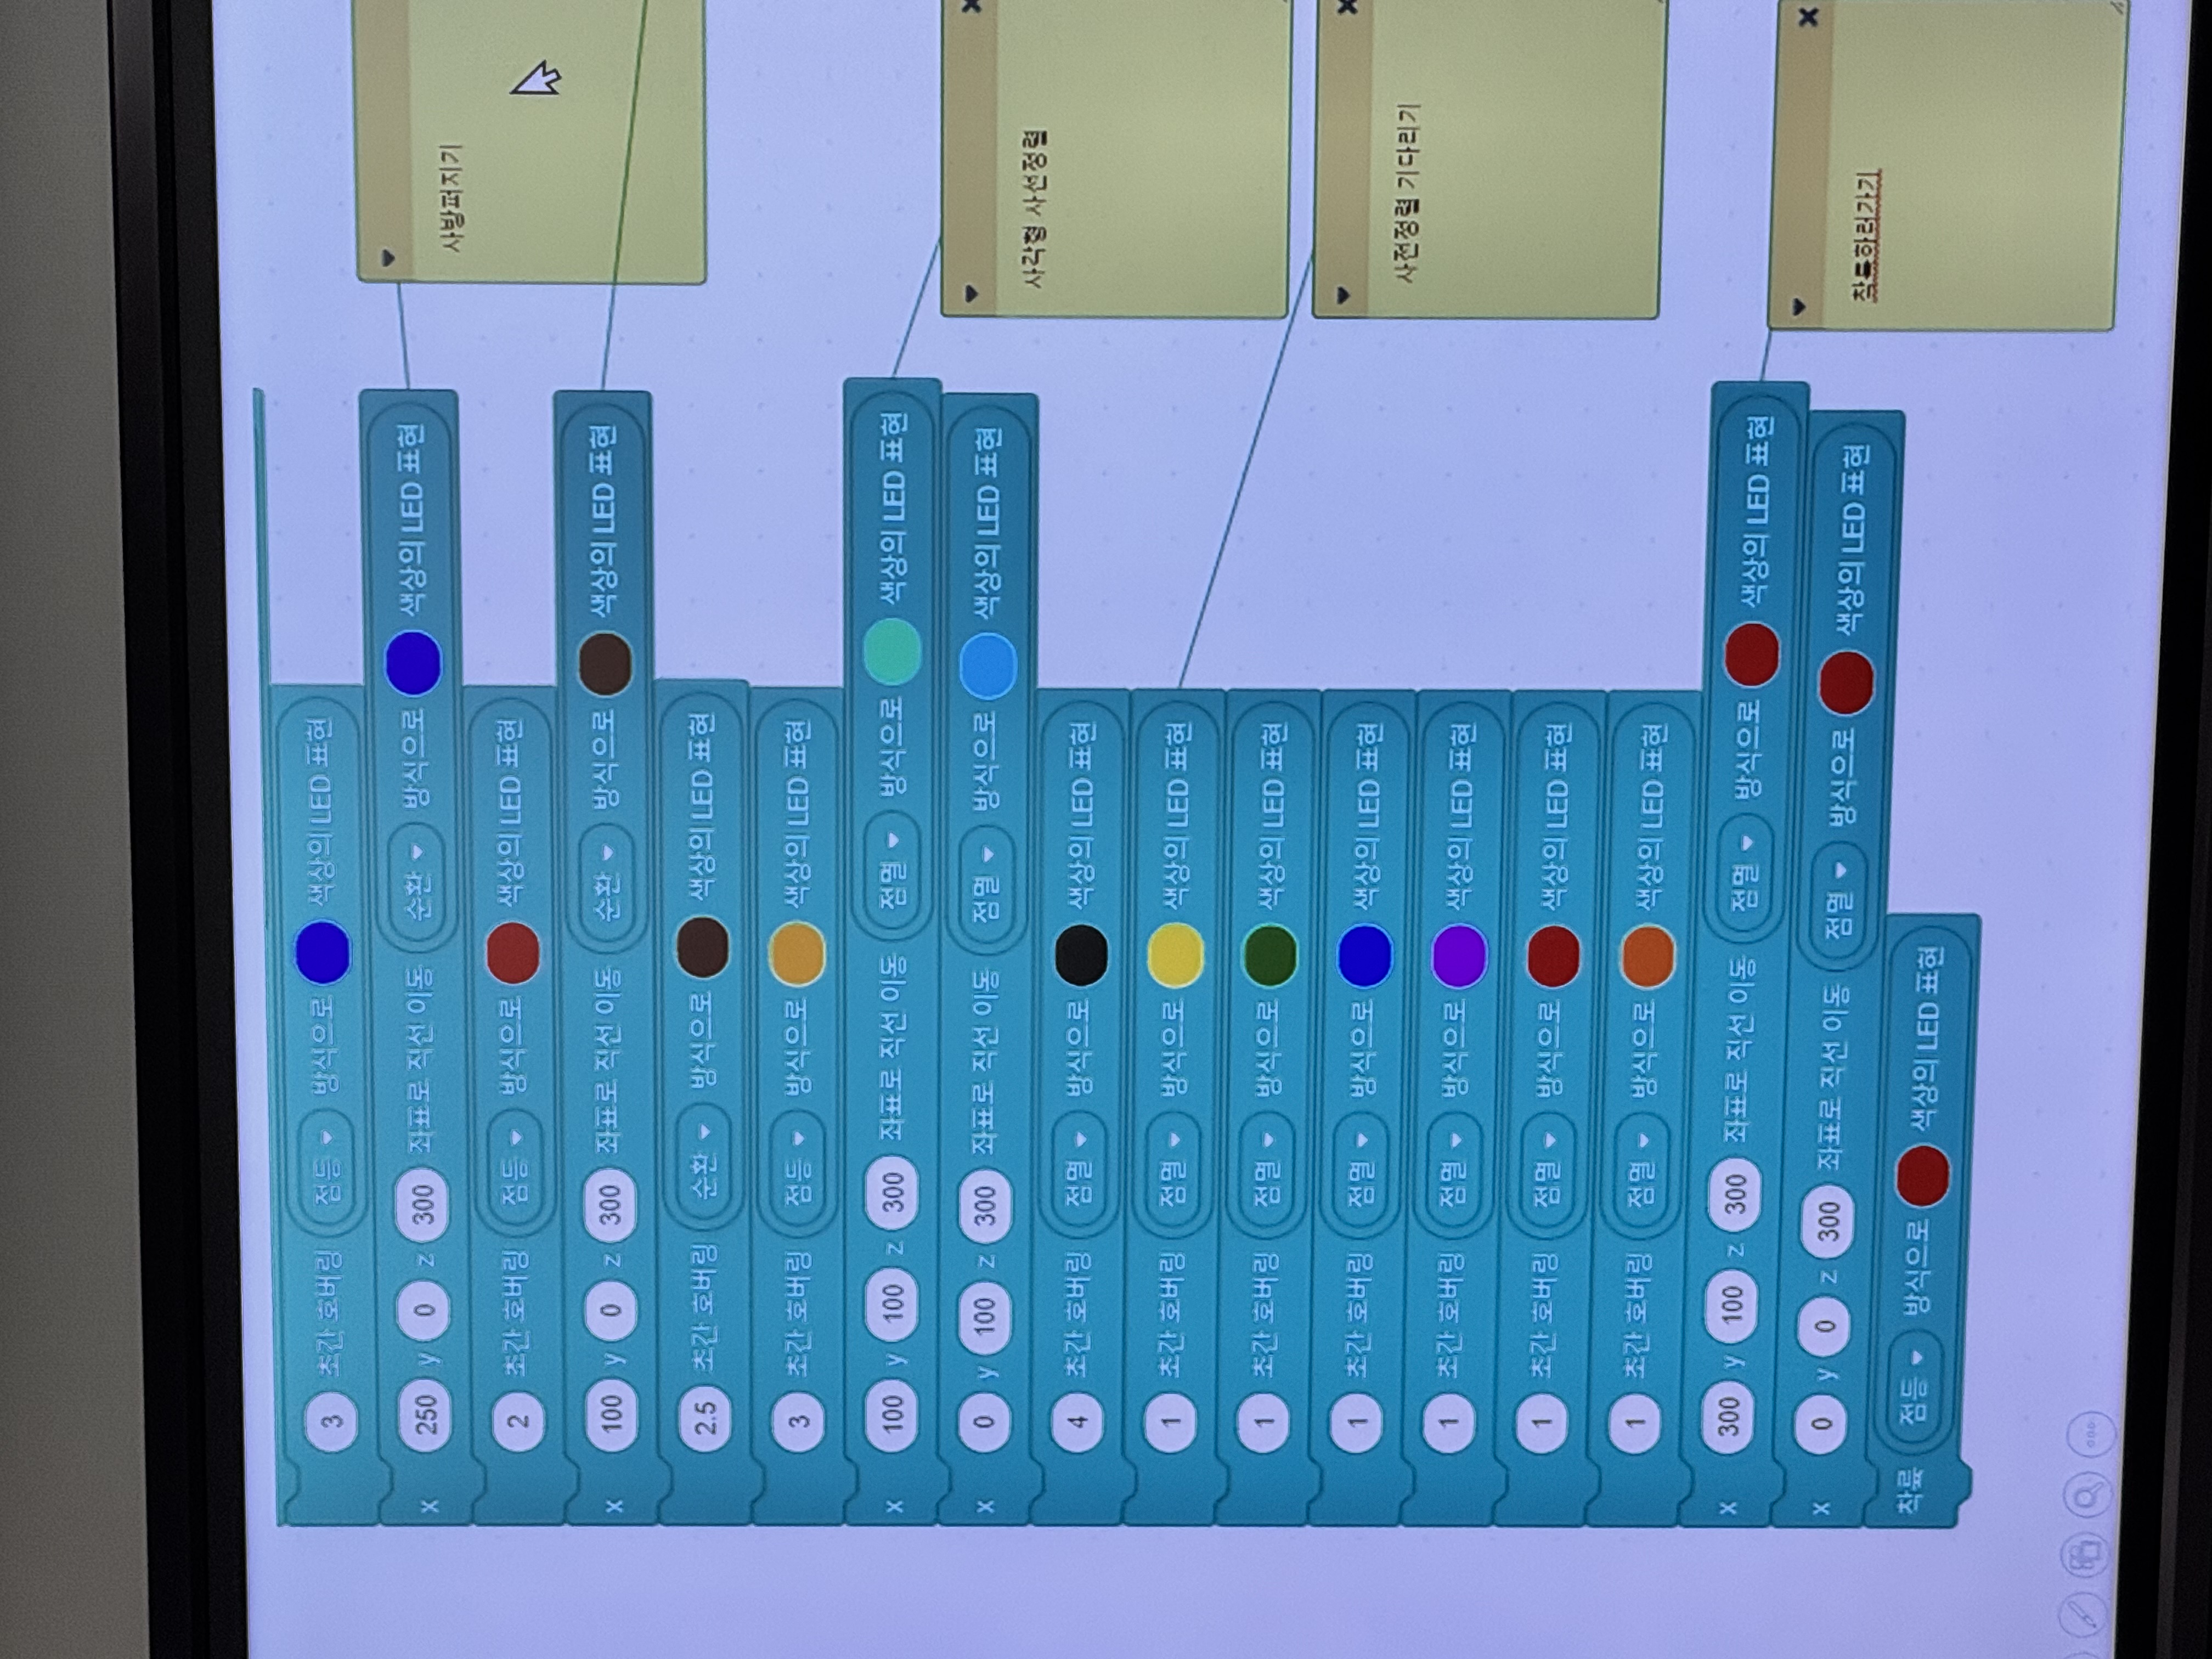 3 초간 호버링 점등 방식으로 색상의 LED 표현
x 250 y 0 z 300 좌표로 직선 이동 순환 방식으로 색상의 LED 표현
사방퍼지기
2 초간 호버링 점등 방식으로 색상의 LED 표현
x 100 y 0 z 300 좌표로 직선 이동 순환 방식으로 색상의 LED 표현
2.5 초간 호버링 순환 방식으로 색상의 LED 표현
3 초간 호버링 점등 방식으로 색상의 LED 표현
x 100 y 100 z 300 좌표로 직선 이동 점멸 방식으로 색상의 LED 표현
x 0 y 100 z 300 좌표로 직선 이동 점멸 방식으로 색상의 LED 표현
사각형 사선정렬
4 초간 호버링 점멸 방식으로 색상의 LED 표현
1 초간 호버링 점멸 방식으로 색상의 LED 표현
1 초간 호버링 점멸 방식으로 색상의 LED 표현
1 초간 호버링 점멸 방식으로 색상의 LED 표현
사전정렬 기다리기
1 초간 호버링 점멸 방식으로 색상의 LED 표현
1 초간 호버링 점멸 방식으로 색상의 LED 표현
1 초간 호버링 점멸 방식으로 색상의 LED 표현
x 300 y 100 z 300 좌표로 직선 이동 점멸 방식으로 색상의 LED 표현
x 0 y 0 z 300 좌표로 직선 이동 점멸 방식으로 색상의 LED 표현
착륙하러가기
착륙 점등 방식으로 색상의 LED 표현